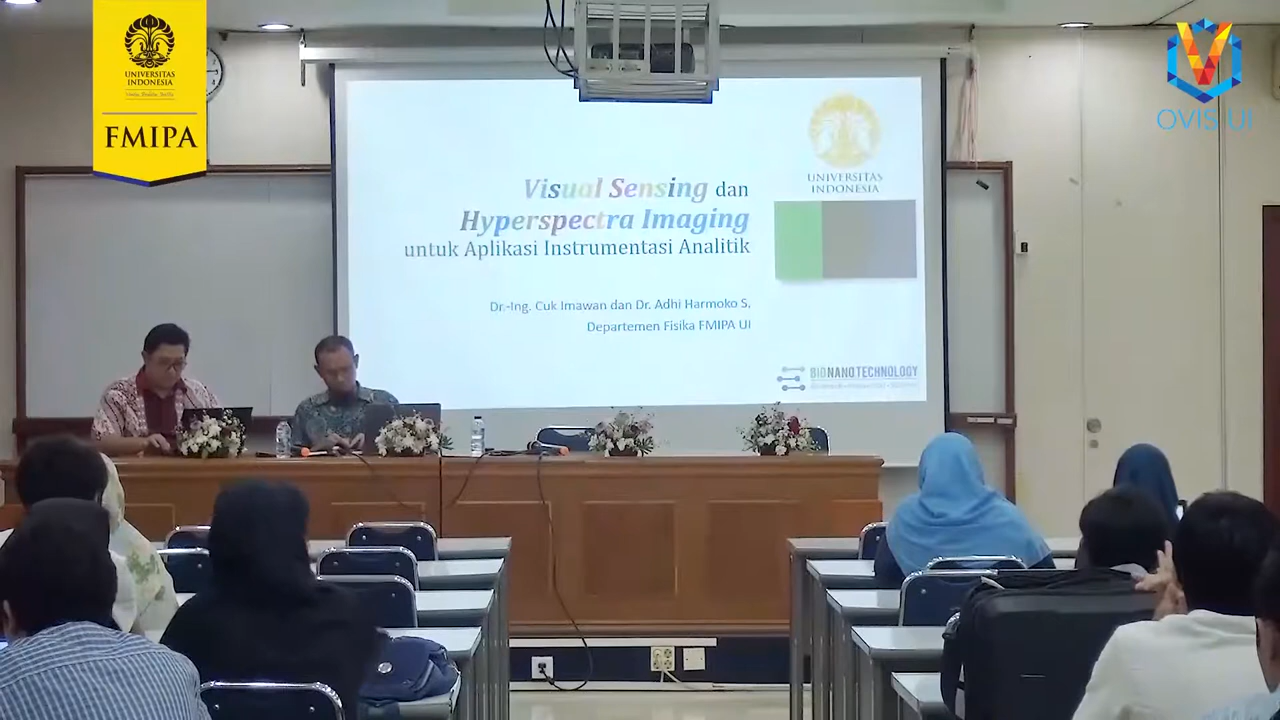 UNIVERSITAS
INDONESIA
FMIPA
OVIS UI
Visual Sensing dan
Hyperspectra Imaging
untuk Aplikasi Instrumentasi Analitik
Dr.-Ing. Cuk Imawan dan Dr. Adhi Harmoko S.
Departemen Fisika FMIPA UI
UNIVERSITAS
INDONESIA
BIONANOTECHNOLOGY